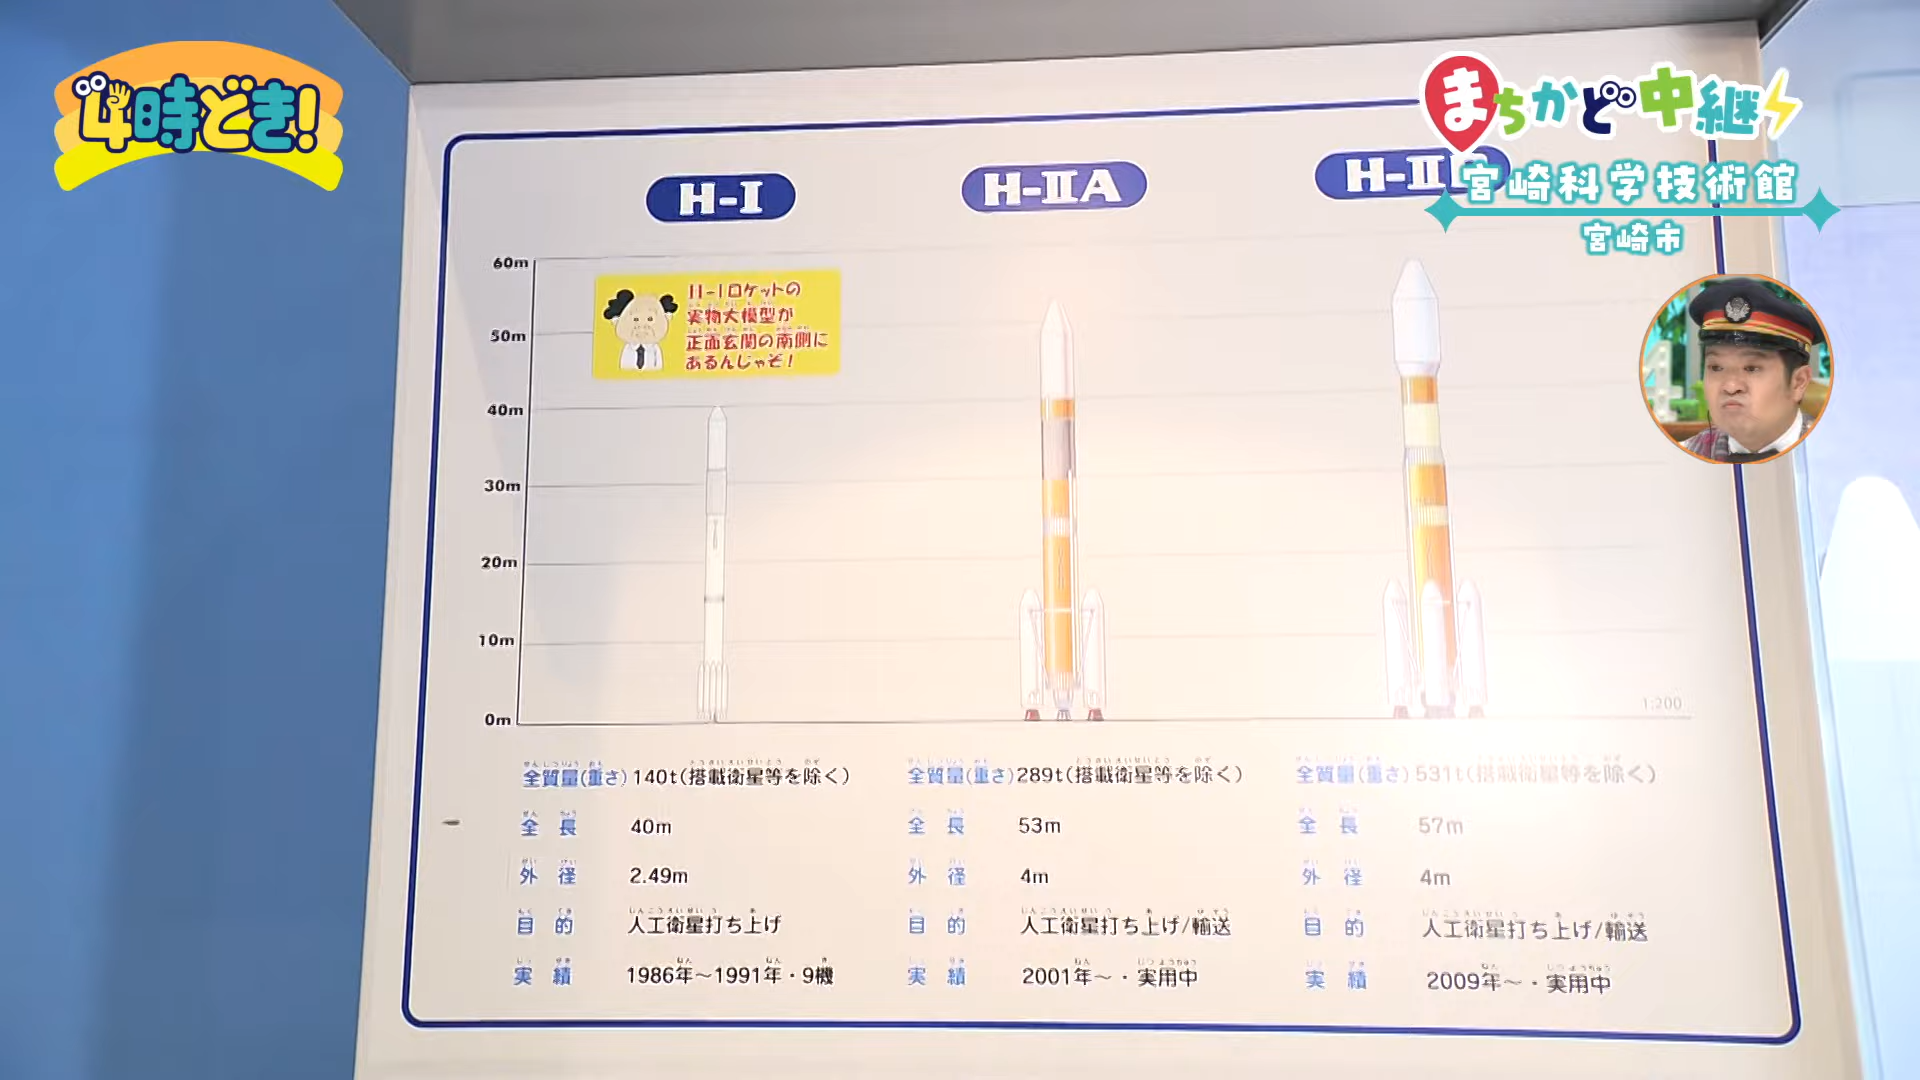 4時どき!
まちかど中継
宮崎科学技術館
宮崎市
H-I
H-IIA
H-II
60m
50m
40m
30m
20m
10m
0m
H-Iロケットの
実物大模型が
正面玄関の南側に
あるんじゃぞ!
1:200
全質量(重さ) 140t(搭載衛星等を除く)
全長 40m
外径 2.49m
目的 人工衛星打ち上げ
実績 1986年〜1991年・9機
全質量(重さ) 289t(搭載衛星等を除く)
全長 53m
外径 4m
目的 人工衛星打ち上げ/輸送
実績 2001年〜・実用中
全質量(重さ) 531t(搭載衛星等を除く)
全長 57m
外径 4m
目的 人工衛星打ち上げ/輸送
実績 2009年〜・実用中